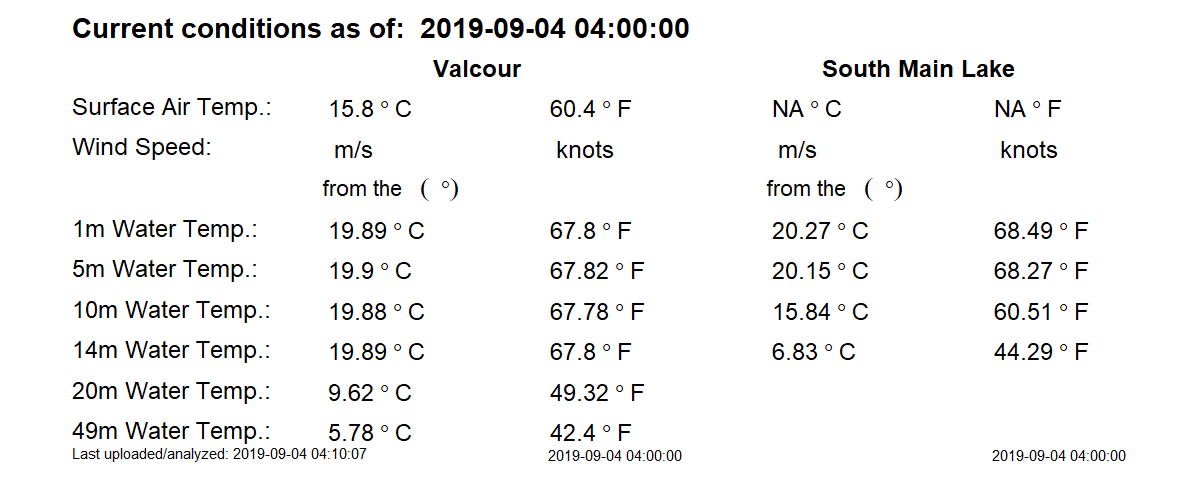 Current conditions as of: 2019-09-04 04:00:00
Valcour South Main Lake
Surface Air Temp.: 15.8 ° C 60.4 ° F NA ° C NA ° F
Wind Speed: m/s knots m/s knots
from the ( °) from the ( °)
1m Water Temp.: 19.89 ° C 67.8 ° F 20.27 ° C 68.49 ° F
5m Water Temp.: 19.9 ° C 67.82 ° F 20.15 ° C 68.27 ° F
10m Water Temp.: 19.88 ° C 67.78 ° F 15.84 ° C 60.51 ° F
14m Water Temp.: 19.89 ° C 67.8 ° F 6.83 ° C 44.29 ° F
20m Water Temp.: 9.62 ° C 49.32 ° F
49m Water Temp.: 5.78 ° C 42.4 ° F
Last uploaded/analyzed: 2019-09-04 04:10:07 2019-09-04 04:00:00 2019-09-04 04:00:00